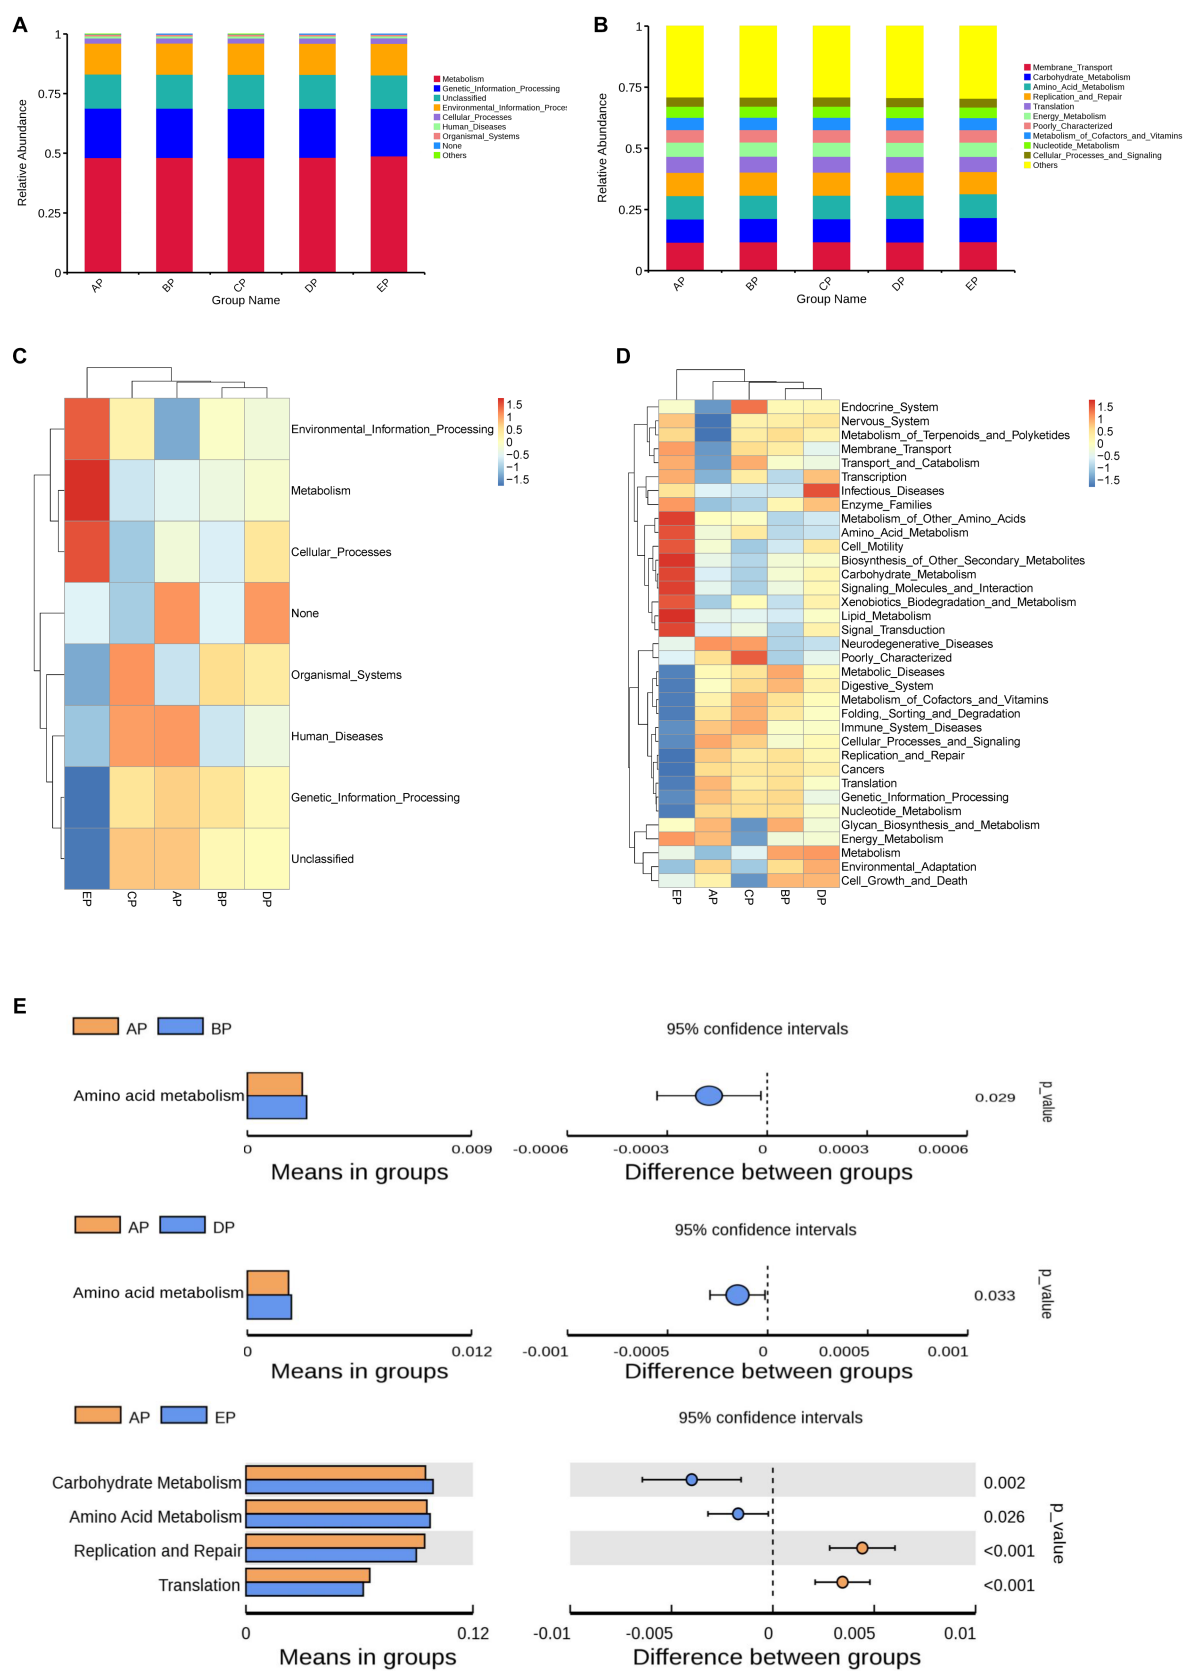 A
1
0.75
0.5
0.25
0
Relative Abundance
AP
BP
CP
DP
EP
Group Name
Metabolism
Genetic_Information_Processing
Unclassified
Environmental_Information_Proces
Cellular_Processes
Human_Diseases
Organismal_Systems
None
Others
B
1
0.75
0.5
0.25
0
Relative Abundance
AP
BP
CP
DP
EP
Group Name
Membrane_Transport
Carbohydrate_Metabolism
Amino_Acid_Metabolism
Replication_and_Repair
Translation
Energy_Metabolism
Poorly_Characterized
Metabolism_of_Cofactors_and_Vitamins
Nucleotide_Metabolism
Cellular_Processes_and_Signaling
Others
C
Environmental_Information_Processing
Metabolism
Cellular_Processes
None
Organismal_Systems
Human_Diseases
Genetic_Information_Processing
Unclassified
EP
CP
AP
BP
DP
1.5
1
0.5
0
−0.5
−1
−1.5
D
Endocrine_System
Nervous_System
Metabolism_of_Terpenoids_and_Polyketides
Membrane_Transport
Transport_and_Catabolism
Transcription
Infectious_Diseases
Enzyme_Families
Metabolism_of_Other_Amino_Acids
Amino_Acid_Metabolism
Cell_Motility
Biosynthesis_of_Other_Secondary_Metabolites
Carbohydrate_Metabolism
Signaling_Molecules_and_Interaction
Xenobiotics_Biodegradation_and_Metabolism
Lipid_Metabolism
Signal_Transduction
Neurodegenerative_Diseases
Poorly_Characterized
Metabolic_Diseases
Digestive_System
Metabolism_of_Cofactors_and_Vitamins
Folding,_Sorting_and_Degradation
Immune_System_Diseases
Cellular_Processes_and_Signaling
Replication_and_Repair
Cancers
Translation
Genetic_Information_Processing
Nucleotide_Metabolism
Glycan_Biosynthesis_and_Metabolism
Energy_Metabolism
Metabolism
Environmental_Adaptation
Cell_Growth_and_Death
EP
AP
CP
BP
DP
1.5
1
0.5
0
−0.5
−1
−1.5
E
AP BP
95% confidence intervals
Amino acid metabolism
0.029
p_value
0 0.009
-0.0006 -0.0003 0 0.0003 0.0006
Means in groups
Difference between groups
AP DP
95% confidence intervals
Amino acid metabolism
0.033
p_value
0 0.012
-0.001 -0.0005 0 0.0005 0.001
Means in groups
Difference between groups
AP EP
95% confidence intervals
Carbohydrate Metabolism
0.002
Amino Acid Metabolism
0.026
Replication and Repair
<0.001
Translation
<0.001
p_value
0 0.12
-0.01 -0.005 0 0.005 0.01
Means in groups
Difference between groups